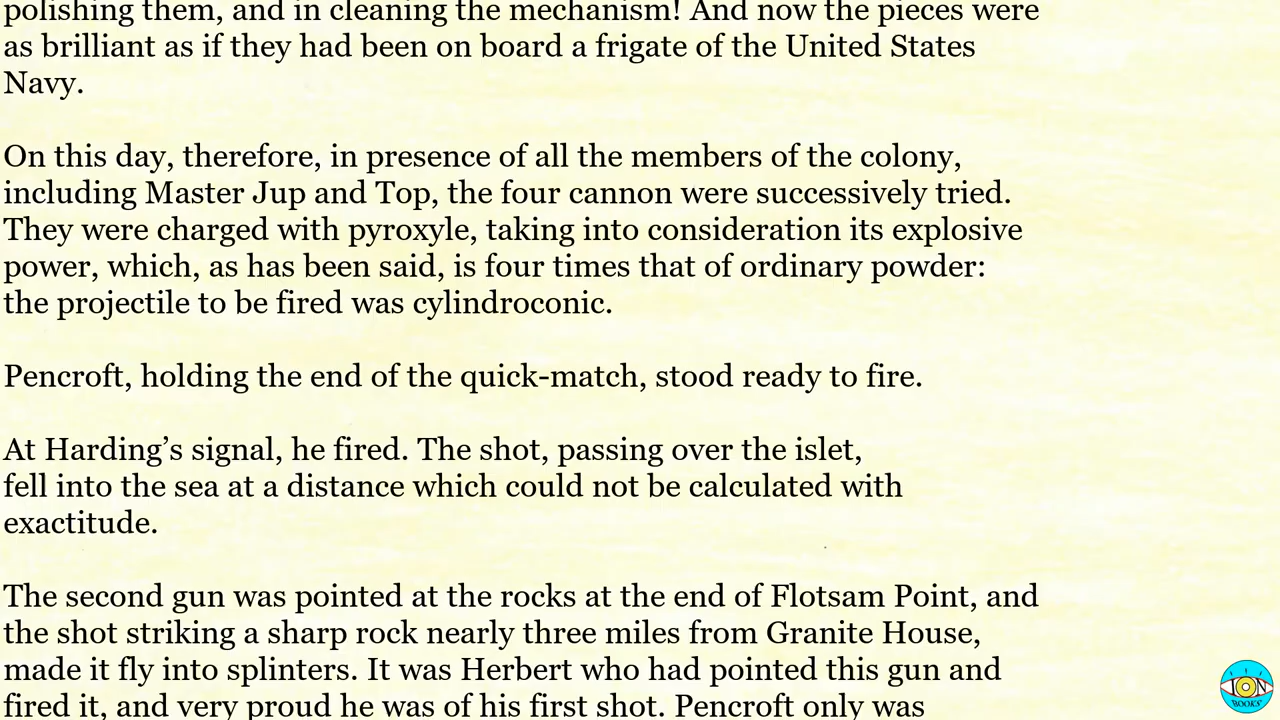 polishing them, and in cleaning the mechanism! And now the pieces were
as brilliant as if they had been on board a frigate of the United States
Navy.
On this day, therefore, in presence of all the members of the colony,
including Master Jup and Top, the four cannon were successively tried.
They were charged with pyroxyle, taking into consideration its explosive
power, which, as has been said, is four times that of ordinary powder:
the projectile to be fired was cylindroconic.
Pencroft, holding the end of the quick-match, stood ready to fire.
At Harding’s signal, he fired. The shot, passing over the islet,
fell into the sea at a distance which could not be calculated with
exactitude.
The second gun was pointed at the rocks at the end of Flotsam Point, and
the shot striking a sharp rock nearly three miles from Granite House,
made it fly into splinters. It was Herbert who had pointed this gun and
fired it, and very proud he was of his first shot. Pencroft only was
ION
BOOKS